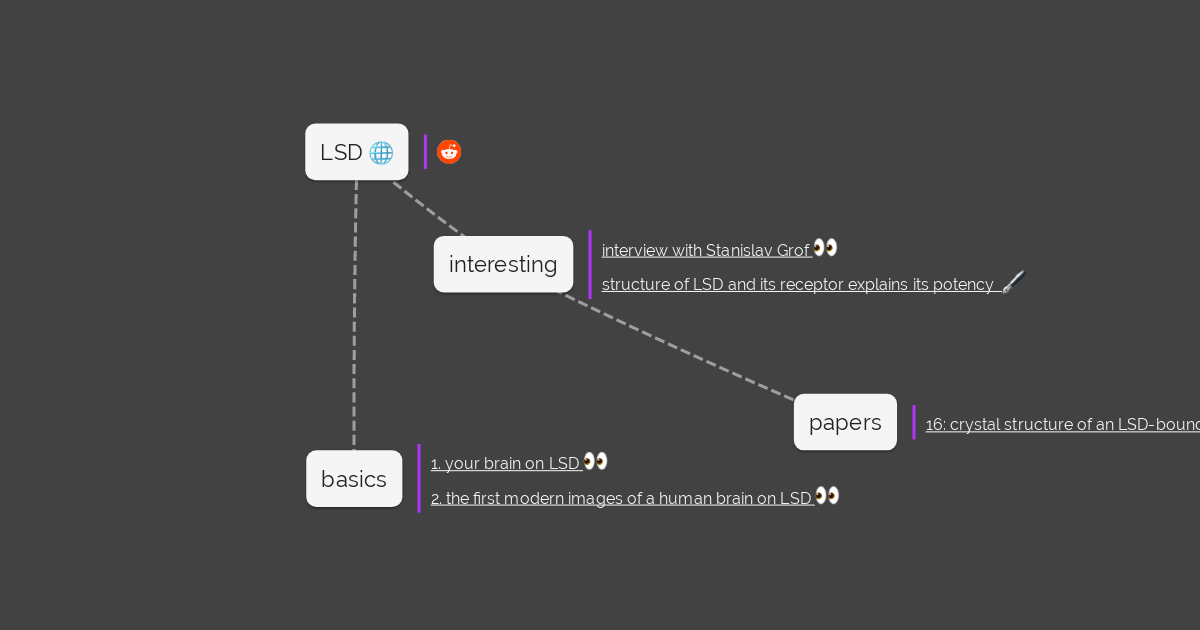 LSD
interesting
interview with Stanislav Grof
structure of LSD and its receptor explains its potency
papers
16: crystal structure of an LSD-bound
basics
1. your brain on LSD
2. the first modern images of a human brain on LSD